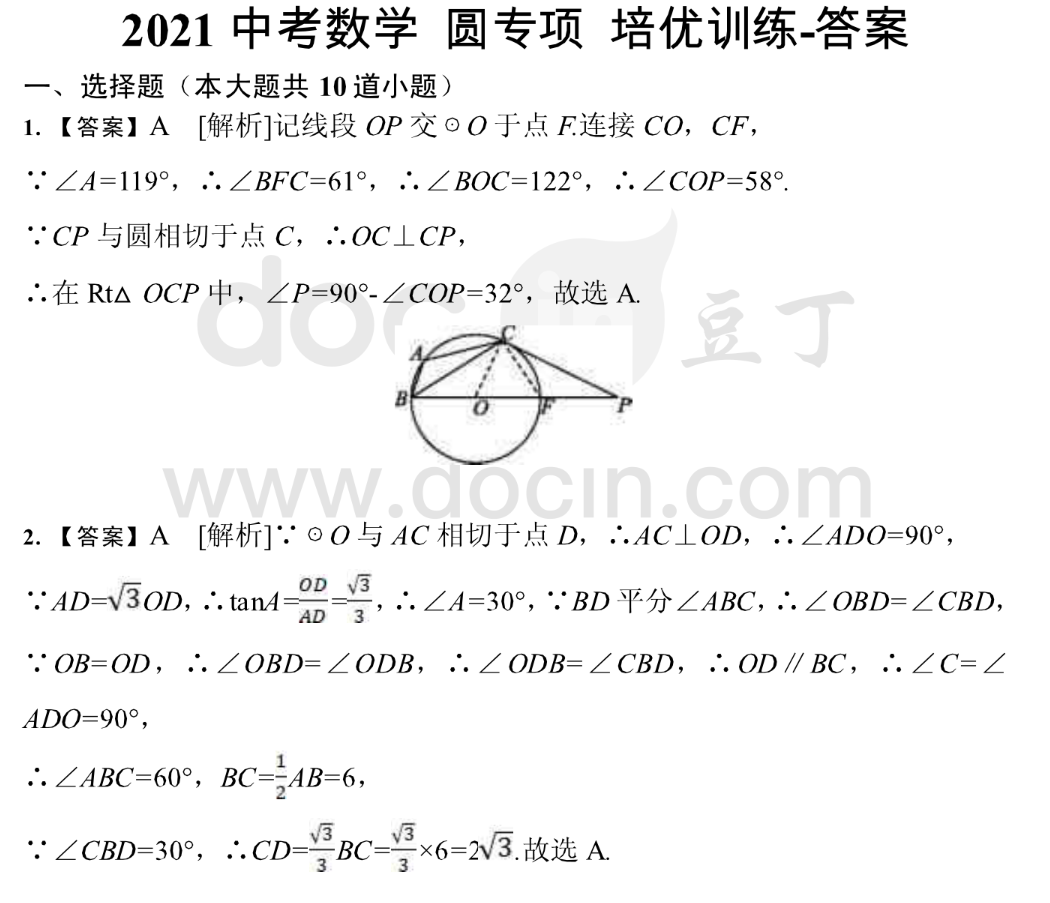 2021 中考数学 圆专项 培优训练-答案
一、选择题（本大题共 10 道小题）
1. 【答案】A [解析]记线段 OP 交⊙O 于点 F.连接 CO，CF，
∵∠A=119°，∴∠BFC=61°，∴∠BOC=122°，∴∠COP=58°.
∵CP 与圆相切于点 C，∴OC⊥CP，
∴在 Rt△ OCP 中，∠P=90°-∠COP=32°，故选 A.
docin 豆丁
C
A
B O F P
www.docin.com
2. 【答案】A [解析]∵⊙O 与 AC 相切于点 D，∴AC⊥OD，∴∠ADO=90°，
∵AD=√3OD，∴tanA=OD/AD=√3/3，∴∠A=30°，∵BD 平分∠ABC，∴∠OBD=∠CBD，
∵OB=OD，∴∠OBD=∠ODB，∴∠ODB=∠CBD，∴OD∥BC，∴∠C=∠
ADO=90°，
∴∠ABC=60°，BC=1/2AB=6，
∵∠CBD=30°，∴CD=√3/3BC=√3/3×6=2√3.故选 A.